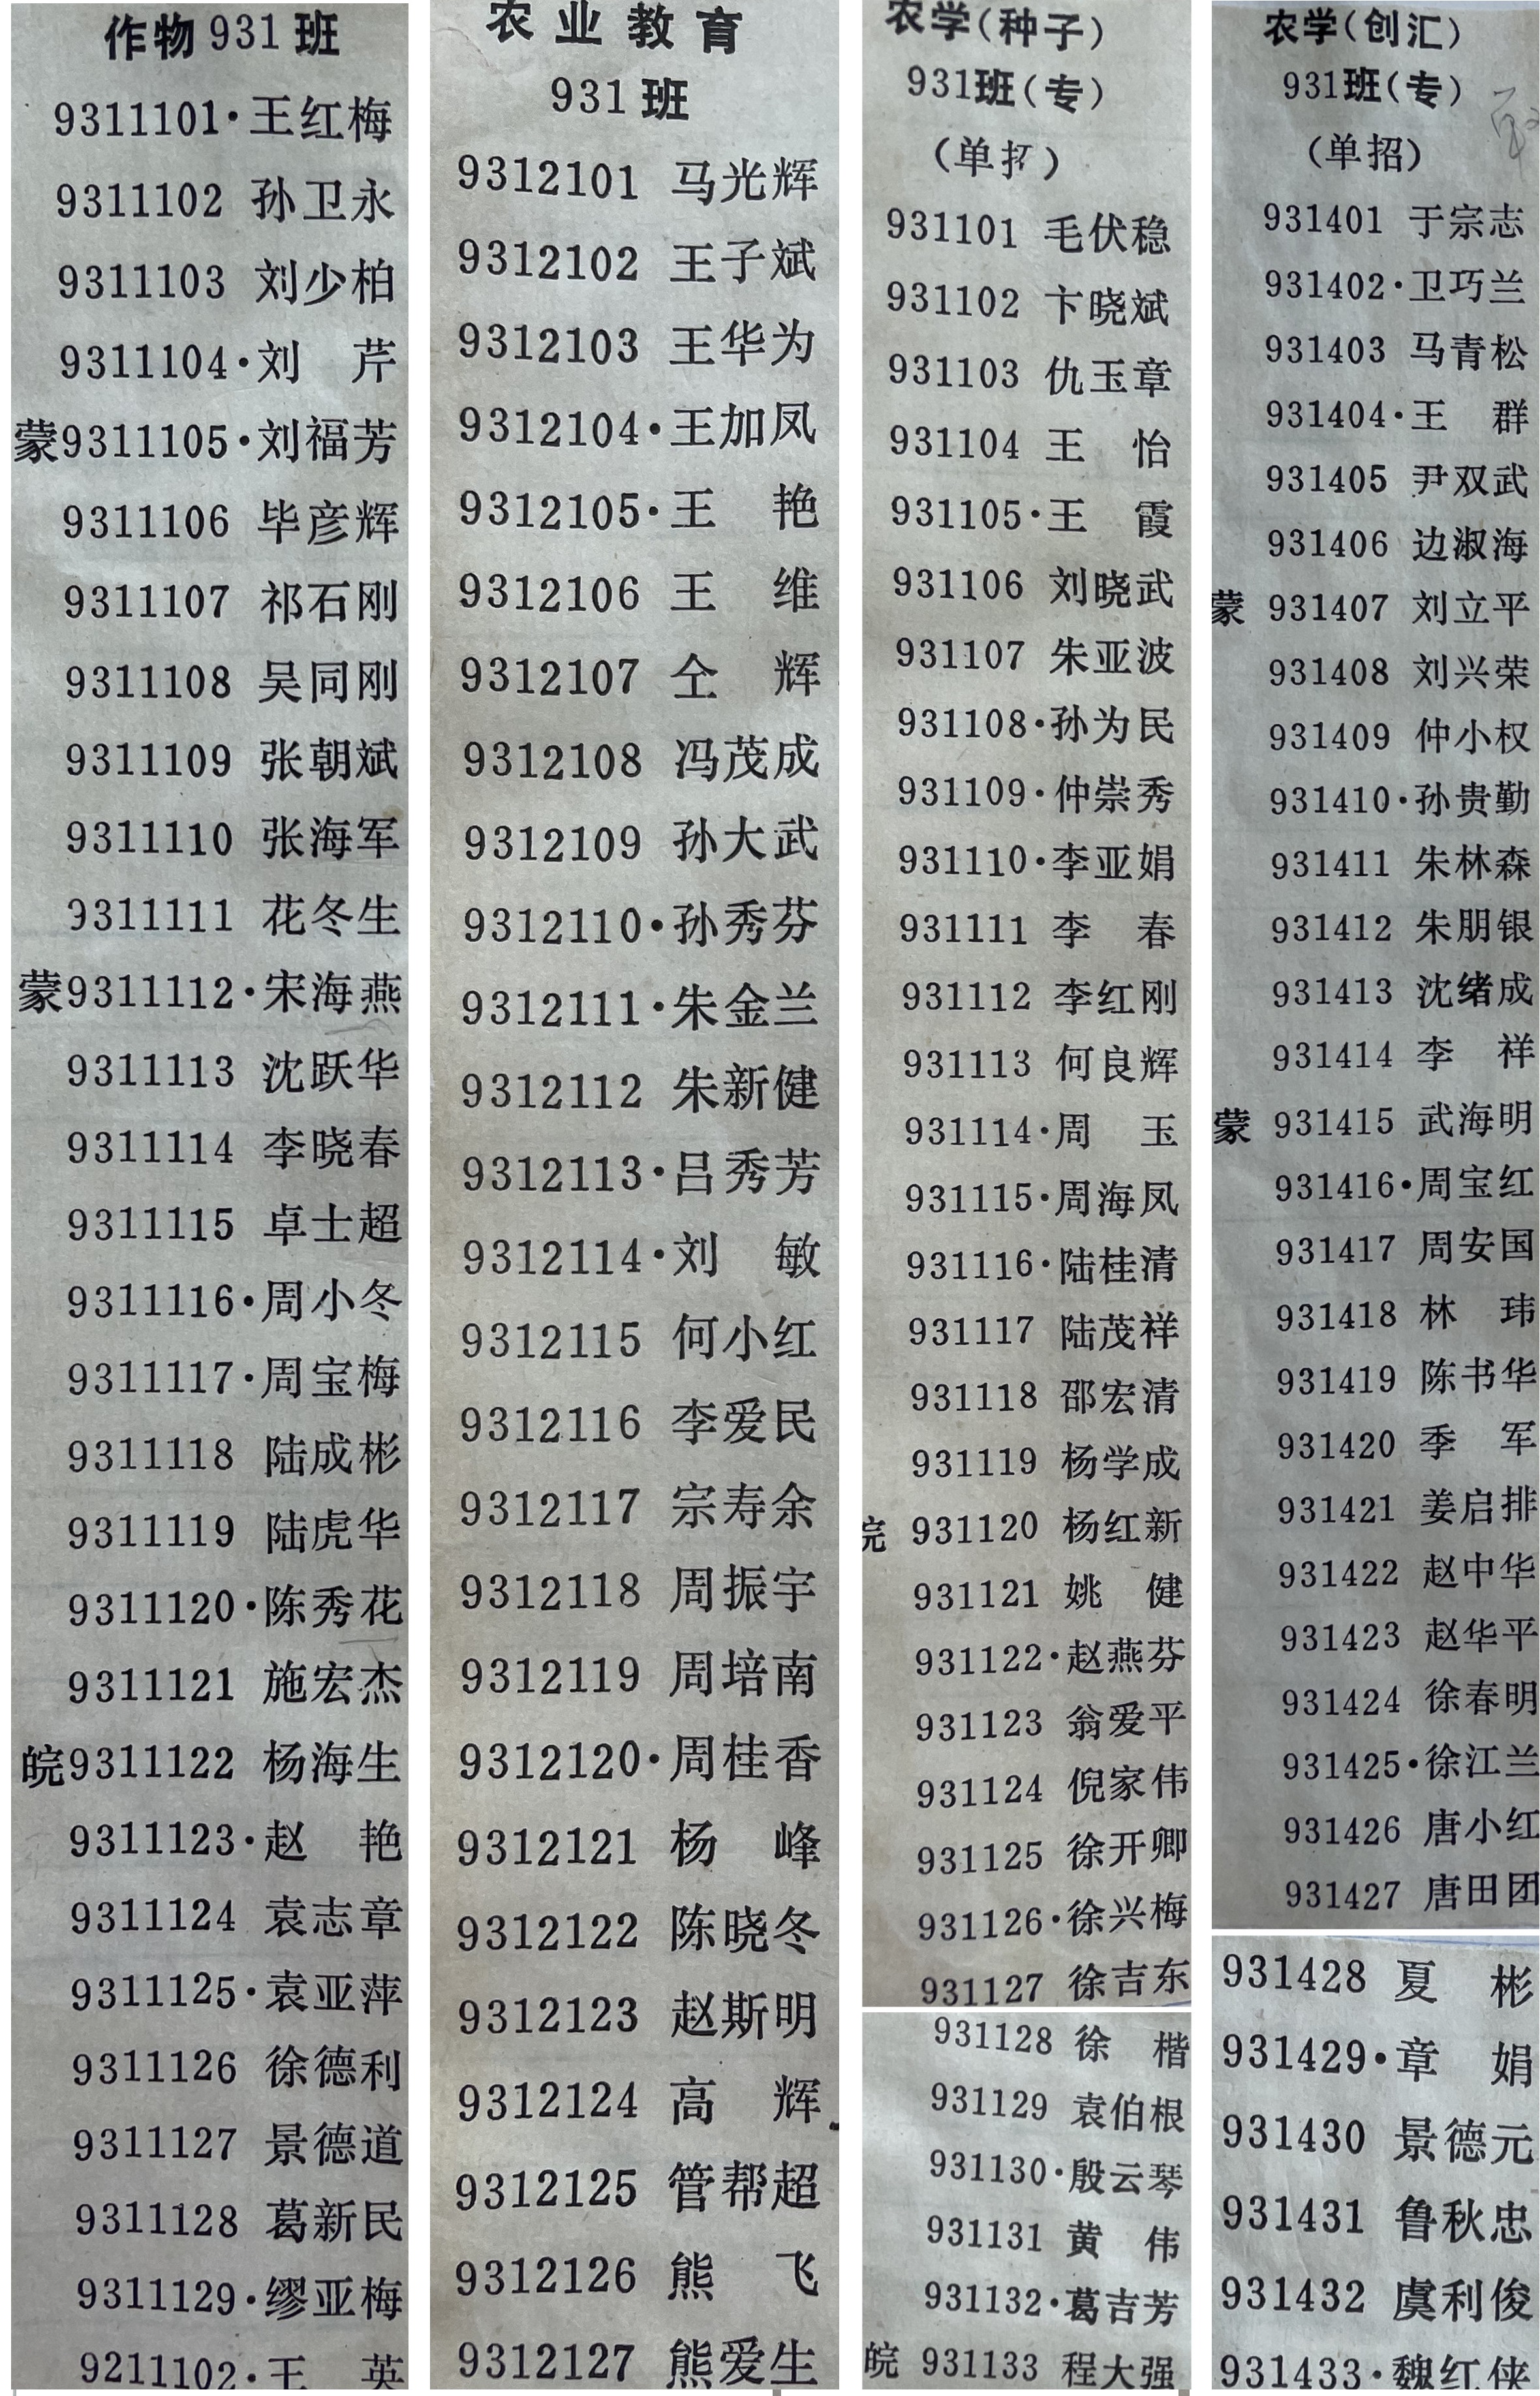 作物931班
9311101·王红梅
9311102 孙卫永
9311103 刘少柏
9311104·刘 芹
蒙9311105·刘福芳
9311106 毕彦辉
9311107 祁石刚
9311108 吴同刚
9311109 张朝斌
9311110 张海军
9311111 花冬生
蒙9311112·宋海燕
9311113 沈跃华
9311114 李晓春
9311115 卓士超
9311116·周小冬
9311117·周宝梅
9311118 陆成彬
9311119 陆虎华
9311120·陈秀花
9311121 施宏杰
皖9311122 杨海生
9311123·赵 艳
9311124 袁志章
9311125·袁亚萍
9311126 徐德利
9311127 景德道
9311128 葛新民
9311129·缪亚梅
9211102·王 英
农业教育
931班
9312101 马光辉
9312102 王子斌
9312103 王华为
9312104·王加凤
9312105·王 艳
9312106 王 维
9312107 仝 辉
9312108 冯茂成
9312109 孙大武
9312110·孙秀芬
9312111·朱金兰
9312112 朱新健
9312113·吕秀芳
9312114·刘 敏
9312115 何小红
9312116 李爱民
9312117 宗寿余
9312118 周振宇
9312119 周培南
9312120·周桂香
9312121 杨 峰
9312122 陈晓冬
9312123 赵斯明
9312124 高 辉
9312125 管帮超
9312126 熊 飞
9312127 熊爱生
农学(种子)
931班(专)
(单招)
931101 毛伏稳
931102 卞晓斌
931103 仇玉章
931104 王 怡
931105·王 霞
931106 刘晓武
931107 朱亚波
931108·孙为民
931109·仲崇秀
931110·李亚娟
931111 李 春
931112 李红刚
931113 何良辉
931114·周 玉
931115·周海凤
931116·陆桂清
931117 陆茂祥
931118 邵宏清
931119 杨学成
皖 931120 杨红新
931121 姚 健
931122·赵燕芬
931123 翁爱平
931124 倪家伟
931125 徐开卿
931126·徐兴梅
931127 徐吉东
931128 徐 楷
931129 袁伯根
931130·殷云琴
931131 黄 伟
931132·葛吉芳
皖 931133 程大强
农学(创汇)
931班(专)
(单招)
931401 于宗志
931402·卫巧兰
931403 马青松
931404·王 群
931405 尹双武
931406 边淑海
蒙 931407 刘立平
931408 刘兴荣
931409 仲小权
931410·孙贵勤
931411 朱林森
931412 朱朋银
931413 沈绪成
931414 李 祥
蒙 931415 武海明
931416·周宝红
931417 周安国
931418 林 玮
931419 陈书华
931420 季 军
931421 姜启排
931422 赵中华
931423 赵华平
931424 徐春明
931425·徐江兰
931426 唐小红
931427 唐田团
931428 夏 彬
931429·章 娟
931430 景德元
931431 鲁秋忠
931432 虞利俊
931433·魏红侠